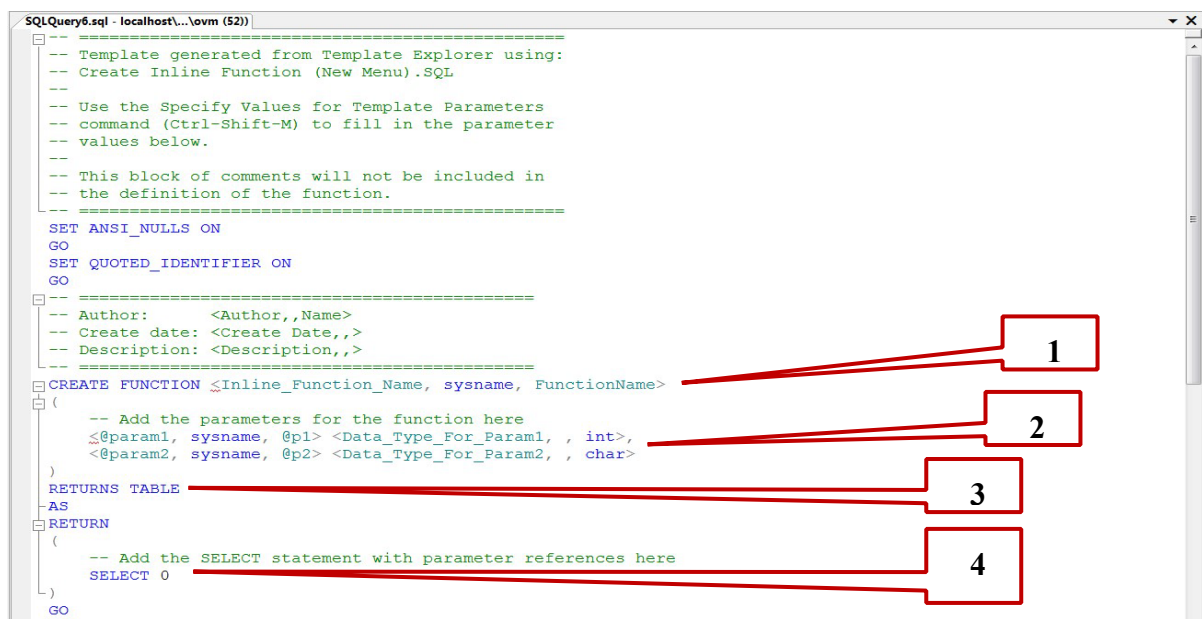 SQLQuery6.sql - localhost\...\ovm (52))
-- ================================================
-- Template generated from Template Explorer using:
-- Create Inline Function (New Menu).SQL
--
-- Use the Specify Values for Template Parameters
-- command (Ctrl-Shift-M) to fill in the parameter
-- values below.
--
-- This block of comments will not be included in
-- the definition of the function.
-- ================================================
SET ANSI_NULLS ON
GO
SET QUOTED_IDENTIFIER ON
GO
-- =============================================
-- Author: <Author,,Name>
-- Create date: <Create Date,,>
-- Description: <Description,,>
-- =============================================
1
CREATE FUNCTION <Inline_Function_Name, sysname, FunctionName>
(
-- Add the parameters for the function here
2
<@param1, sysname, @p1> <Data_Type_For_Param1, , int>,
<@param2, sysname, @p2> <Data_Type_For_Param2, , char>
)
RETURNS TABLE
3
AS
RETURN
(
-- Add the SELECT statement with parameter references here
4
SELECT 0
)
GO